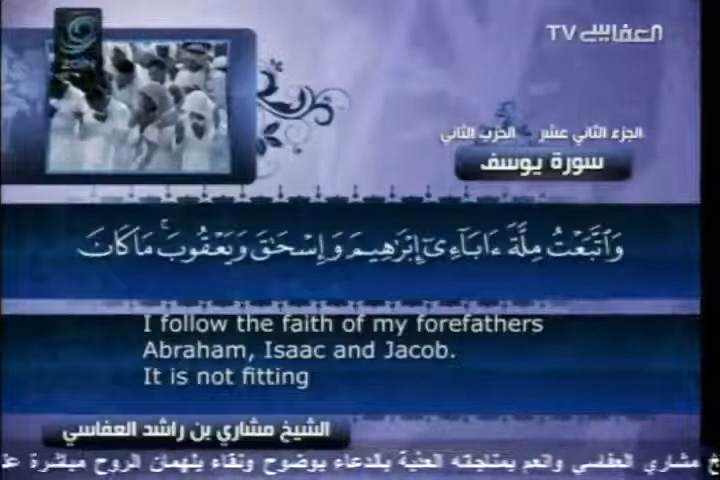 العفاسي TV
الجزء الثاني عشر الحزب الثاني
سورة يوسف
وَاتَّبَعْتُ مِلَّةَ ءَابَآءِىٓ إِبْرَٰهِيمَ وَإِسْحَٰقَ وَيَعْقُوبَ ۚ مَا كَانَ
I follow the faith of my forefathers
Abraham, Isaac and Jacob.
It is not fitting
الشيخ مشاري بن راشد العفاسي
مشاري العفاسي وانعم بمناجاته العذبة بالدعاء بوضوح ونقاء يلهمان الروح مباشرة